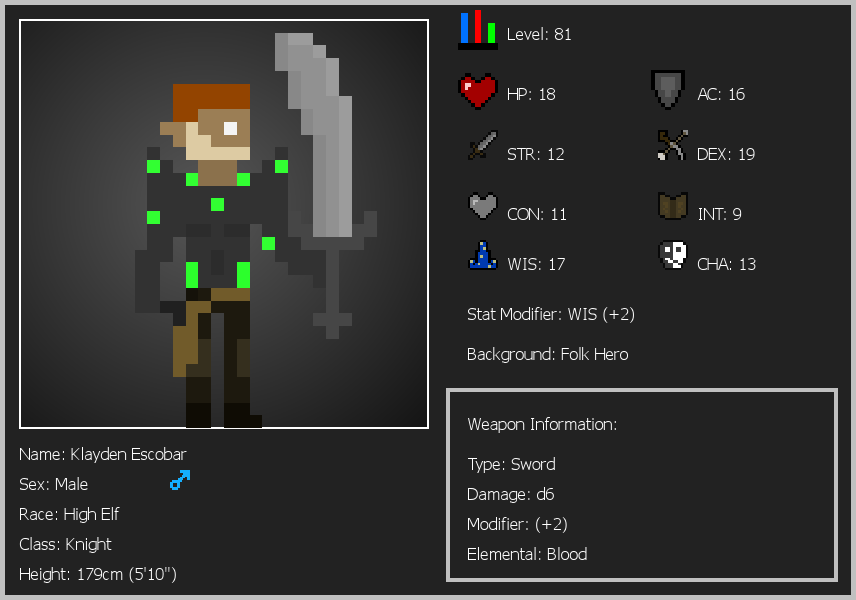 Level: 81
HP: 18
AC: 16
STR: 12
DEX: 19
CON: 11
INT: 9
WIS: 17
CHA: 13
Stat Modifier: WIS (+2)
Background: Folk Hero
Weapon Information:
Type: Sword
Damage: d6
Modifier: (+2)
Elemental: Blood
Name: Klayden Escobar
Sex: Male
Race: High Elf
Class: Knight
Height: 179cm (5'10")